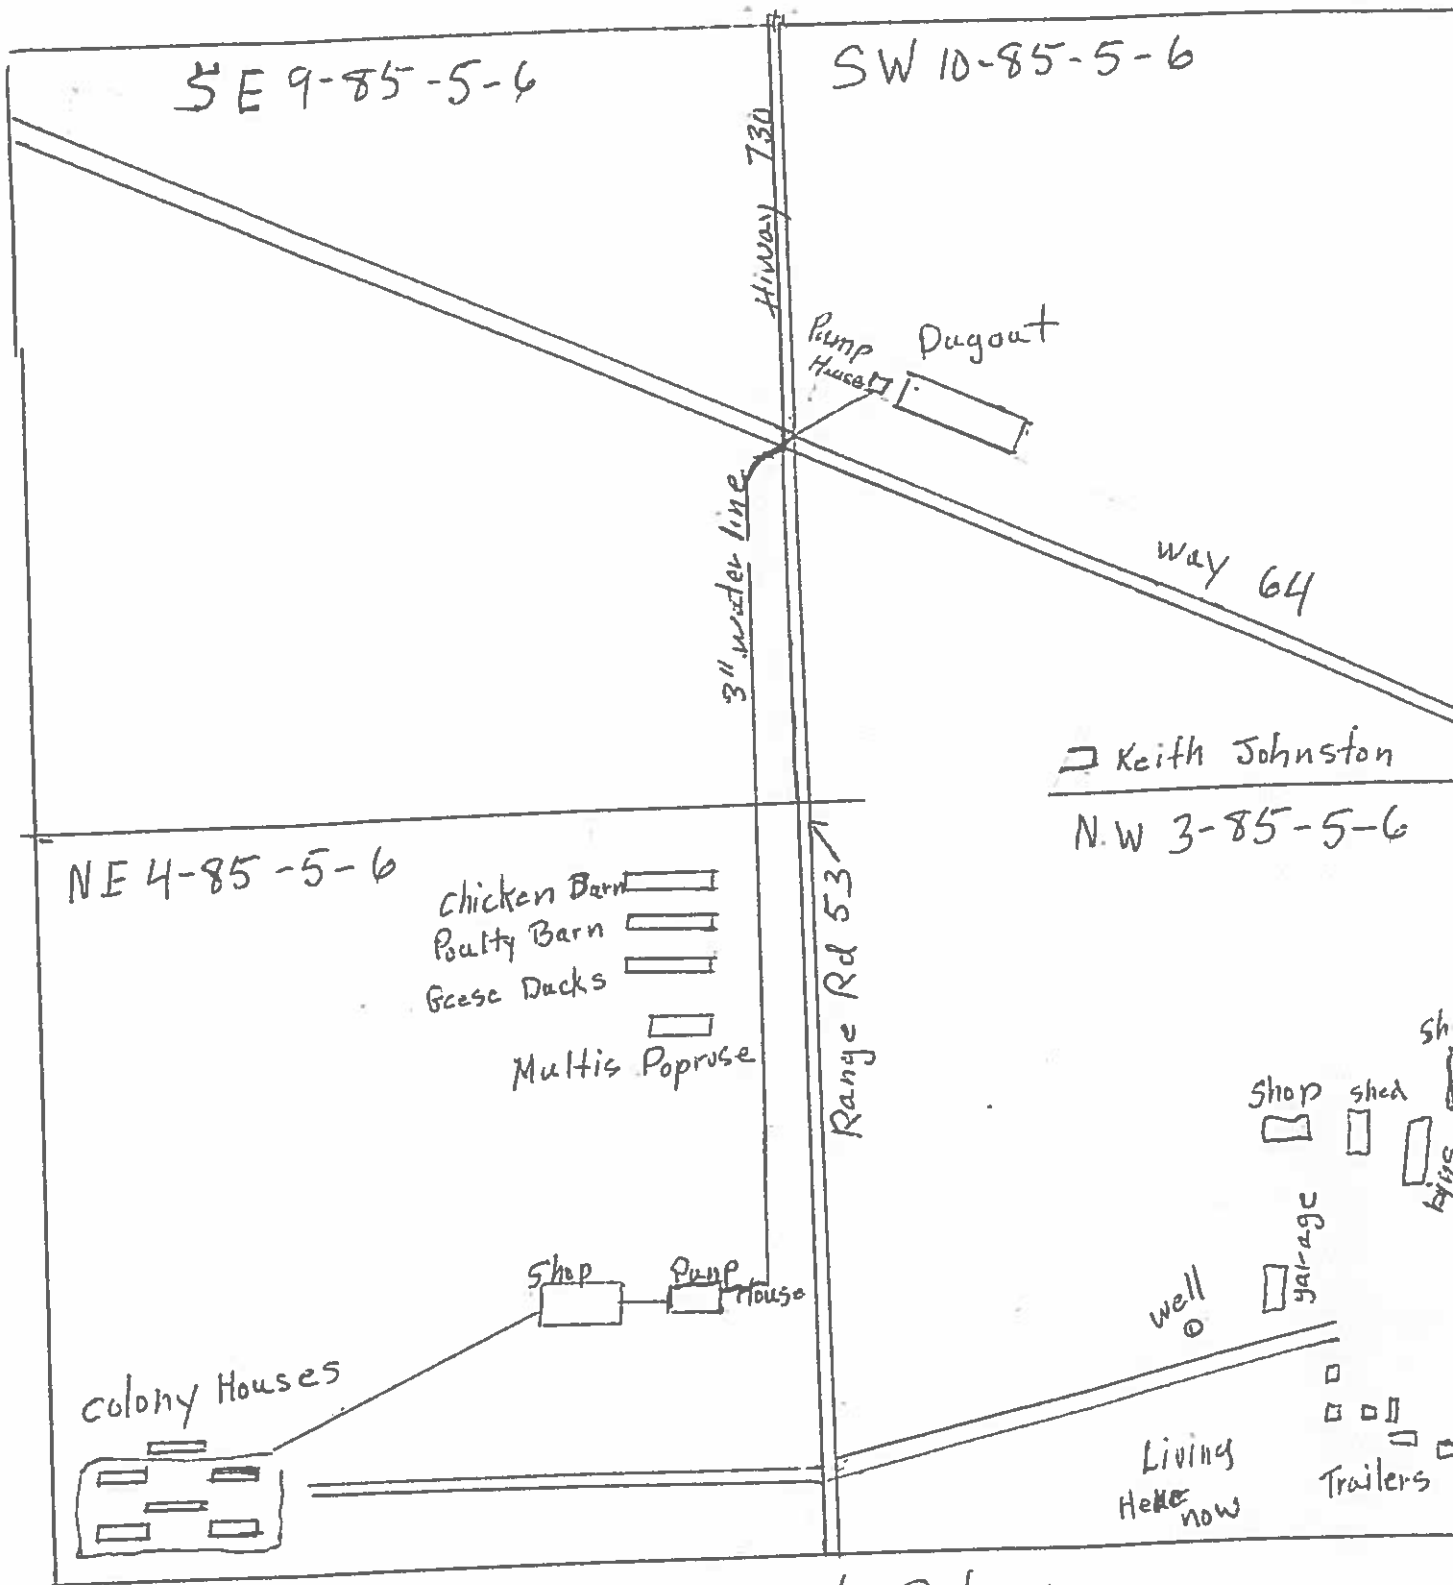 SE 9-85-5-6
SW 10-85-5-6
Hiway 730
Pump
House
Dugout
3" water line
way 64
Keith Johnston
NE 4-85-5-6
N.W 3-85-5-6
Chicken Barn
Poulty Barn
Geese Ducks
Multis Popruse
Range Rd 53
Shop
shed
sh
bins
garage
well
Shop
Pump
House
Colony Houses
Living
Here
now
Trailers